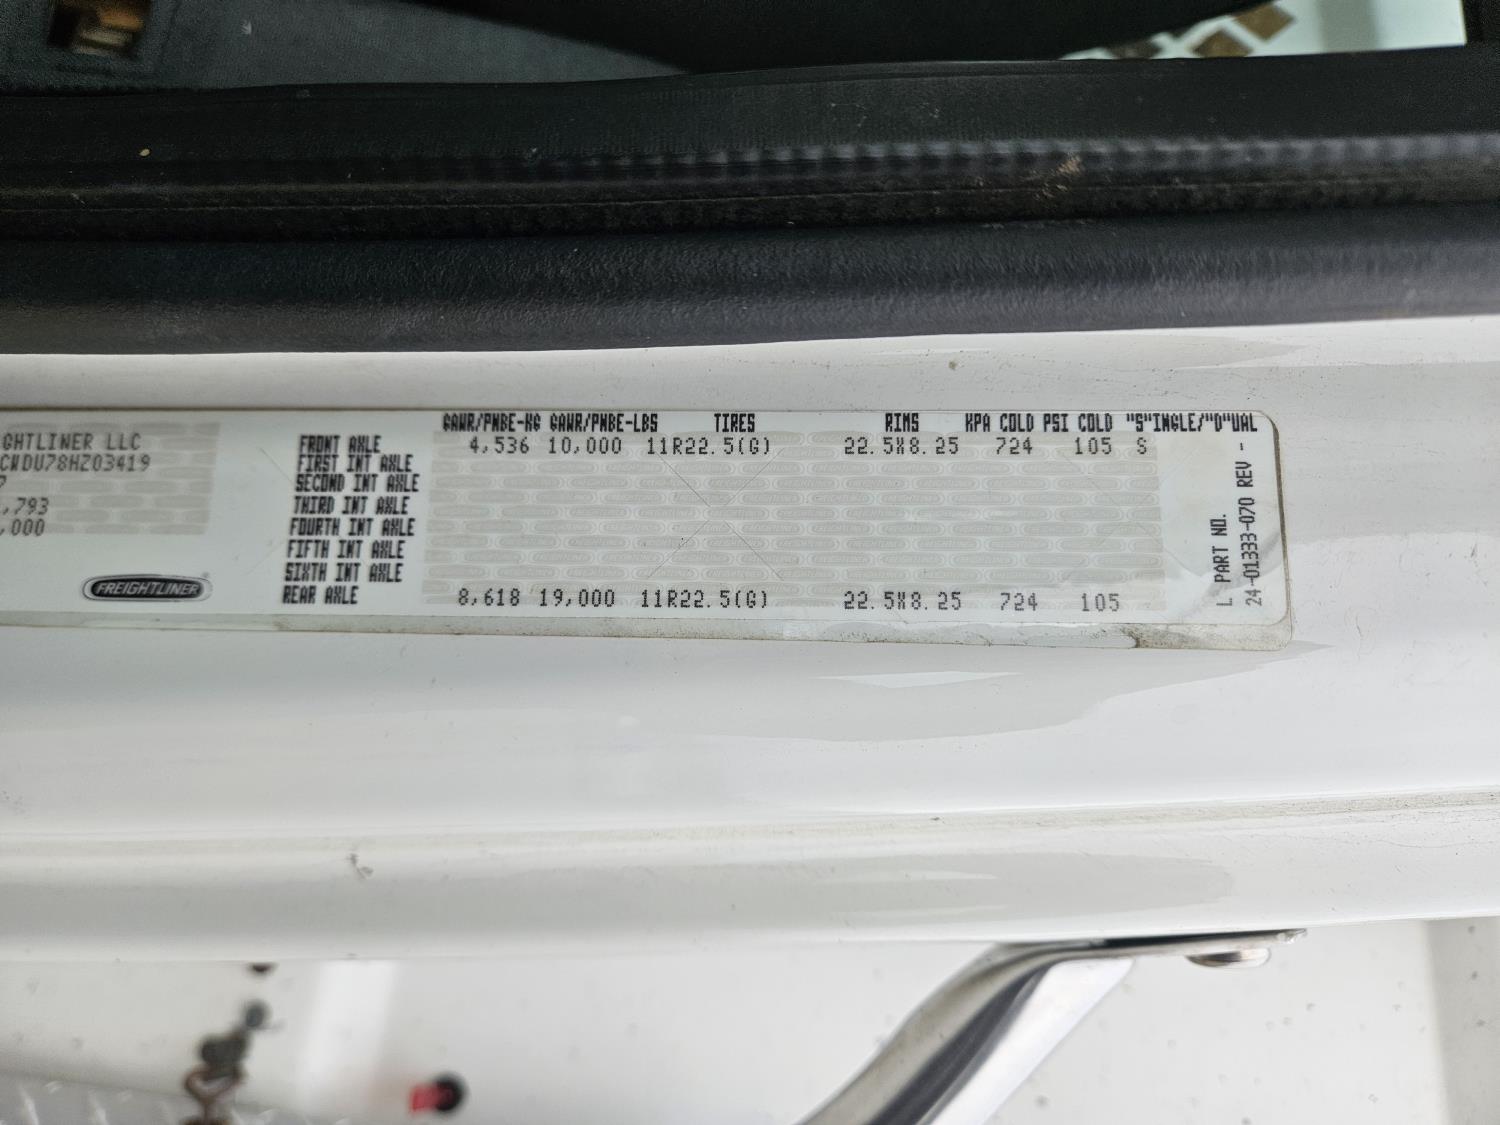 GHTLINER LLC
CWDU78HZ03419
7
,793
,000
FREIGHTLINER
GAWR/PNBE-KG GAWR/PNBE-LBS TIRES RIMS KPA COLD PSI COLD "S"INGLE/"D"UAL
FRONT AXLE 4,536 10,000 11R22.5(G) 22.5X8.25 724 105 S
FIRST INT AXLE
SECOND INT AXLE
THIRD INT AXLE
FOURTH INT AXLE
FIFTH INT AXLE
SIXTH INT AXLE
REAR AXLE 8,618 19,000 11R22.5(G) 22.5X8.25 724 105
L PART NO.
24-01333-070 REV -